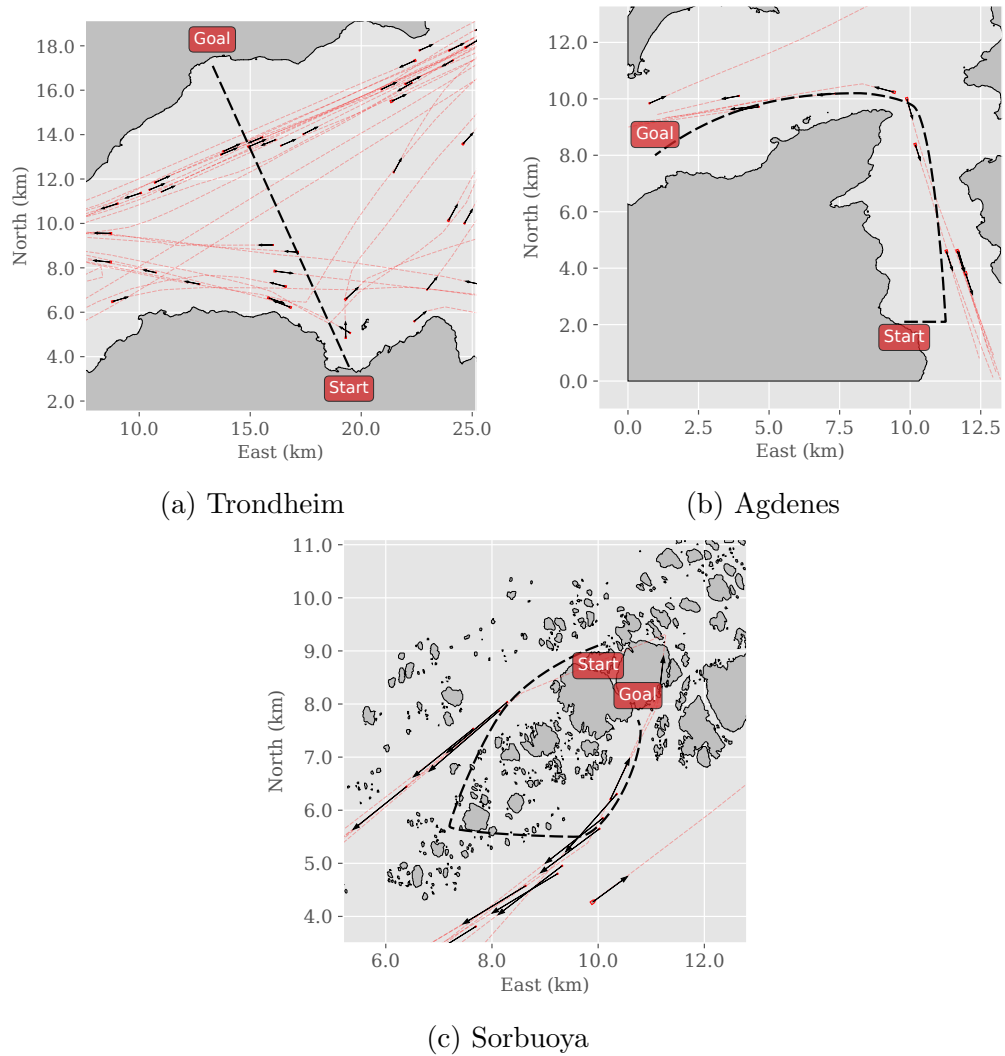 18.0
16.0
14.0
12.0
10.0
8.0
6.0
4.0
2.0
North (km)
Goal
Start
10.0 15.0 20.0 25.0
East (km)
(a) Trondheim
12.0
10.0
8.0
6.0
4.0
2.0
0.0
North (km)
Goal
Start
0.0 2.5 5.0 7.5 10.0 12.5
East (km)
(b) Agdenes
11.0
10.0
9.0
8.0
7.0
6.0
5.0
4.0
North (km)
Start
Goal
6.0 8.0 10.0 12.0
East (km)
(c) Sorbuoya